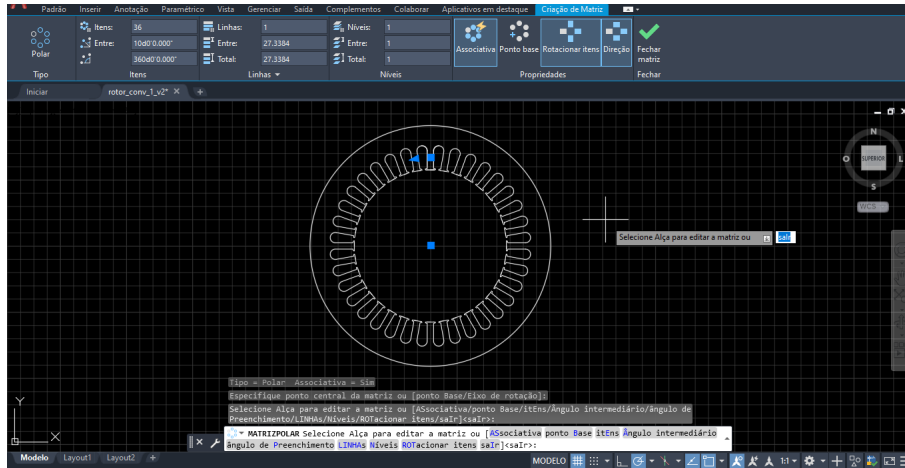 Padrão Inserir Anotação Paramétrico Vista Gerenciar Saída Complementos Colaborar Aplicativos em destaque Criação de Matriz
Itens: 36 Linhas: 1 Níveis: 1
Entre: 10d0'0.000" Entre: 27.3384 Entre: 1
360d0'0.000" Total: 27.3384 Total: 1
Polar Associativa Ponto base Rotacionar itens Direção Fechar matriz
Tipo Itens Linhas Níveis Propriedades Fechar
Iniciar rotor_conv_1_v2* × +
N
O SUPERIOR L
S
WCS
Selecione Alça para editar a matriz ou saIr
Tipo = Polar Associativa = Sim
Especifique ponto central da matriz ou [ponto Base/Eixo de rotação]:
Selecione Alça para editar a matriz ou [ASsociativa/ponto Base/itEns/Ângulo intermediário/ângulo de
Preenchimento/LINHAs/Níveis/ROTacionar itens/saIr]<saIr>:
Y
MATRIZPOLAR Selecione Alça para editar a matriz ou [ASsociativa ponto Base itEns Ângulo intermediário
X
ângulo de Preenchimento LINHAs Níveis ROTacionar itens saIr]<saIr>:
Modelo Layout1 Layout2 + MODELO 1:1